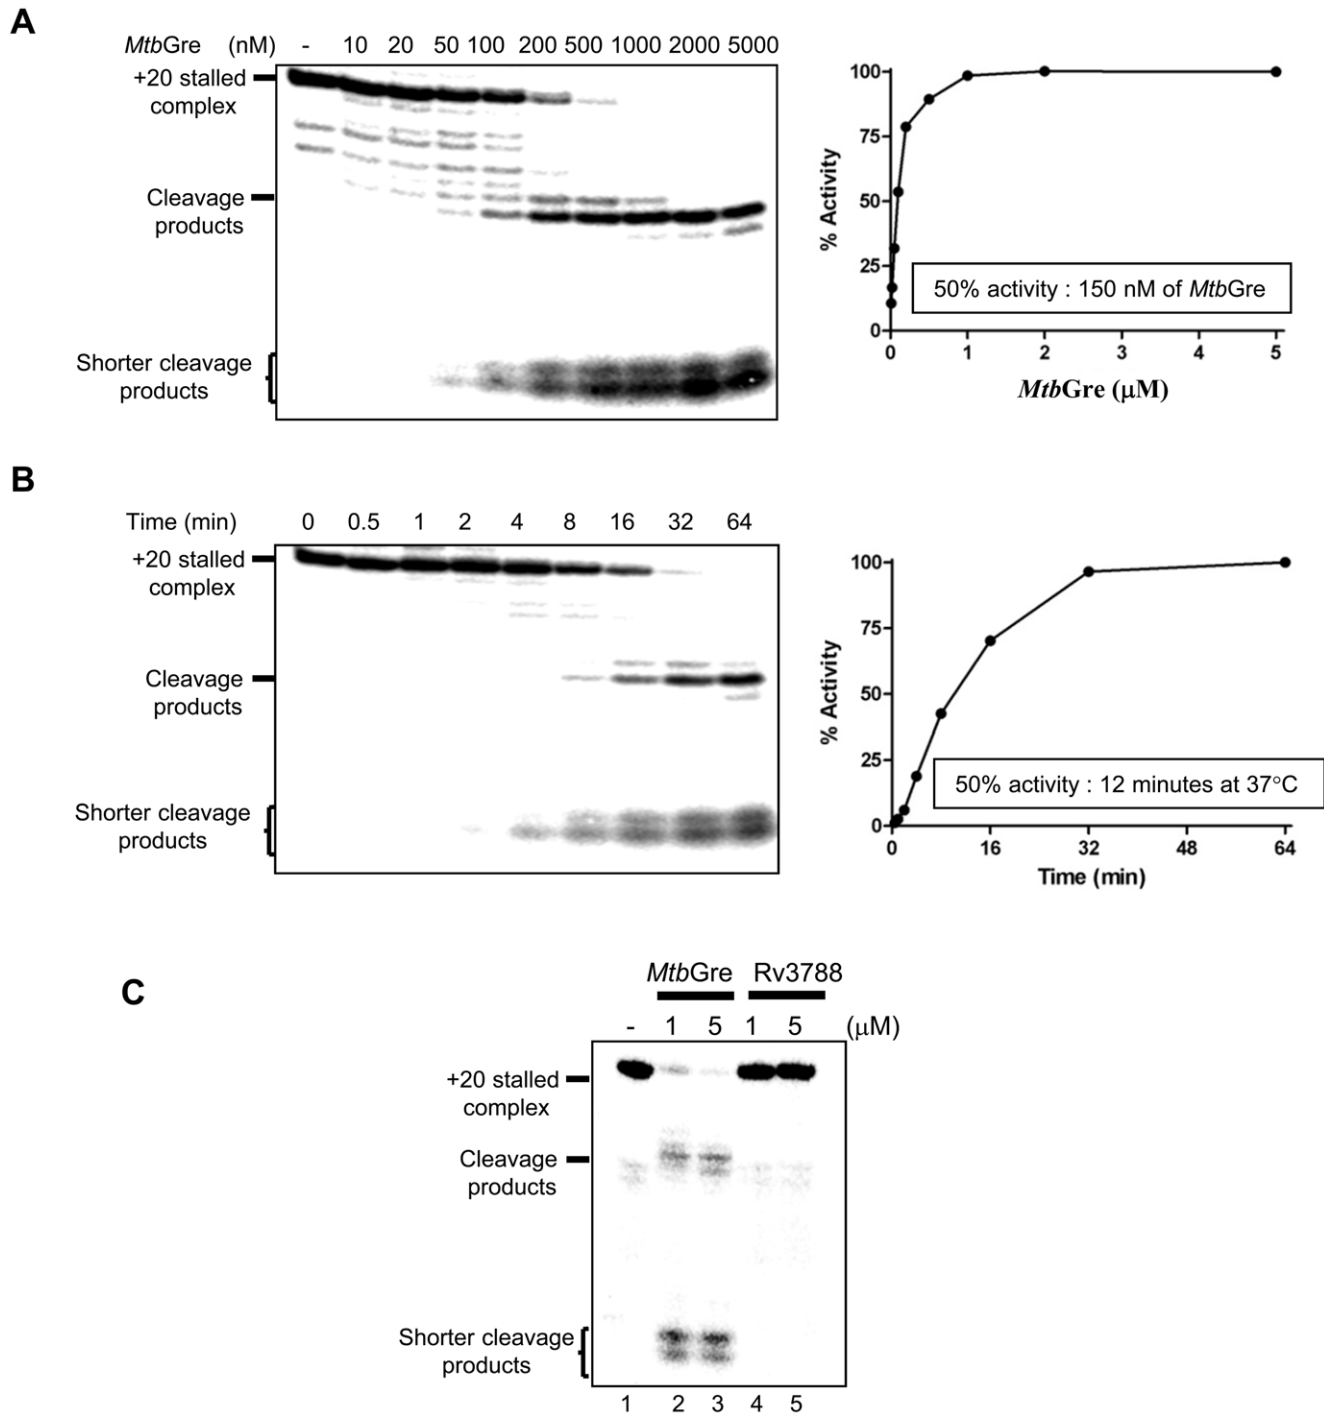 A
MtbGre (nM) - 10 20 50 100 200 500 1000 2000 5000
+20 stalled
complex
Cleavage
products
Shorter cleavage
products
100
75
50
25
0
% Activity
50% activity : 150 nM of MtbGre
0 1 2 3 4 5
MtbGre (μM)
B
Time (min) 0 0.5 1 2 4 8 16 32 64
+20 stalled
complex
Cleavage
products
Shorter cleavage
products
100
75
50
25
0
% Activity
50% activity : 12 minutes at 37°C
0 16 32 48 64
Time (min)
C
MtbGre Rv3788
- 1 5 1 5 (μM)
+20 stalled
complex
Cleavage
products
Shorter cleavage
products
1 2 3 4 5